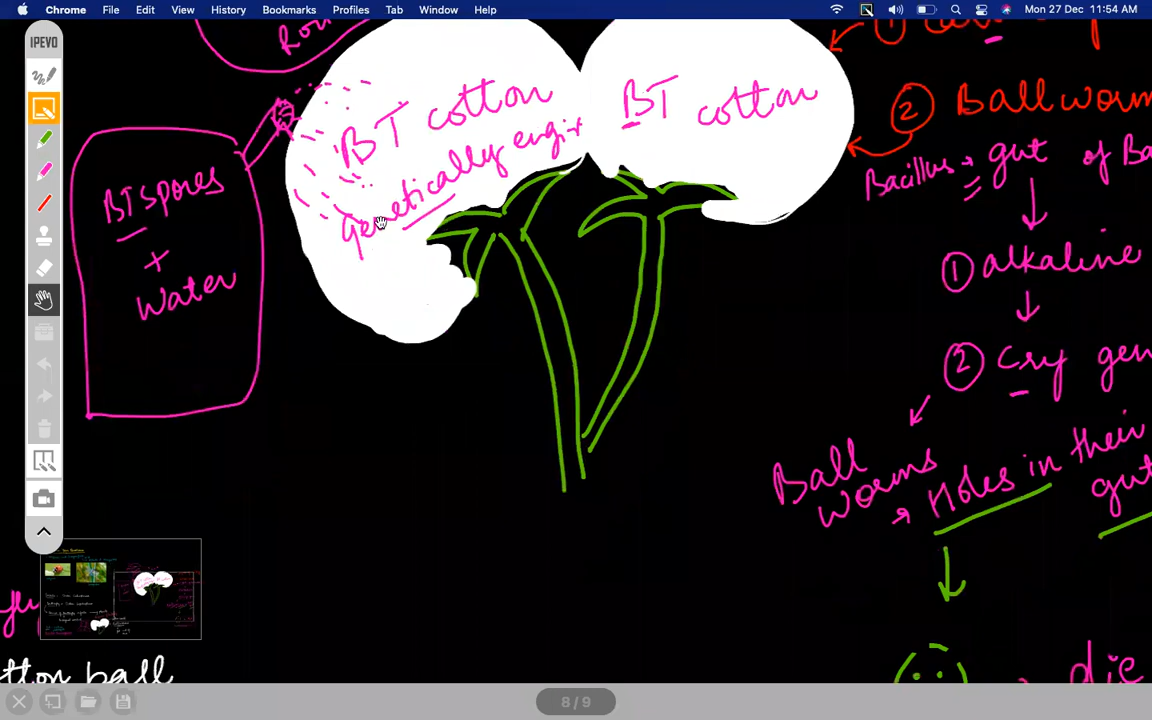 Chrome File Edit View History Bookmarks Profiles Tab Window Help
Mon 27 Dec 11:54 AM
IPEVO
BT cotton
genetically engi
BT cotton
BT spores
+
Water
①
② Ballworm
Bacillus → gut of Ba
① alkaline
② Cry gen
Ball worms → Holes in their gut
die
tton ball
8 / 9